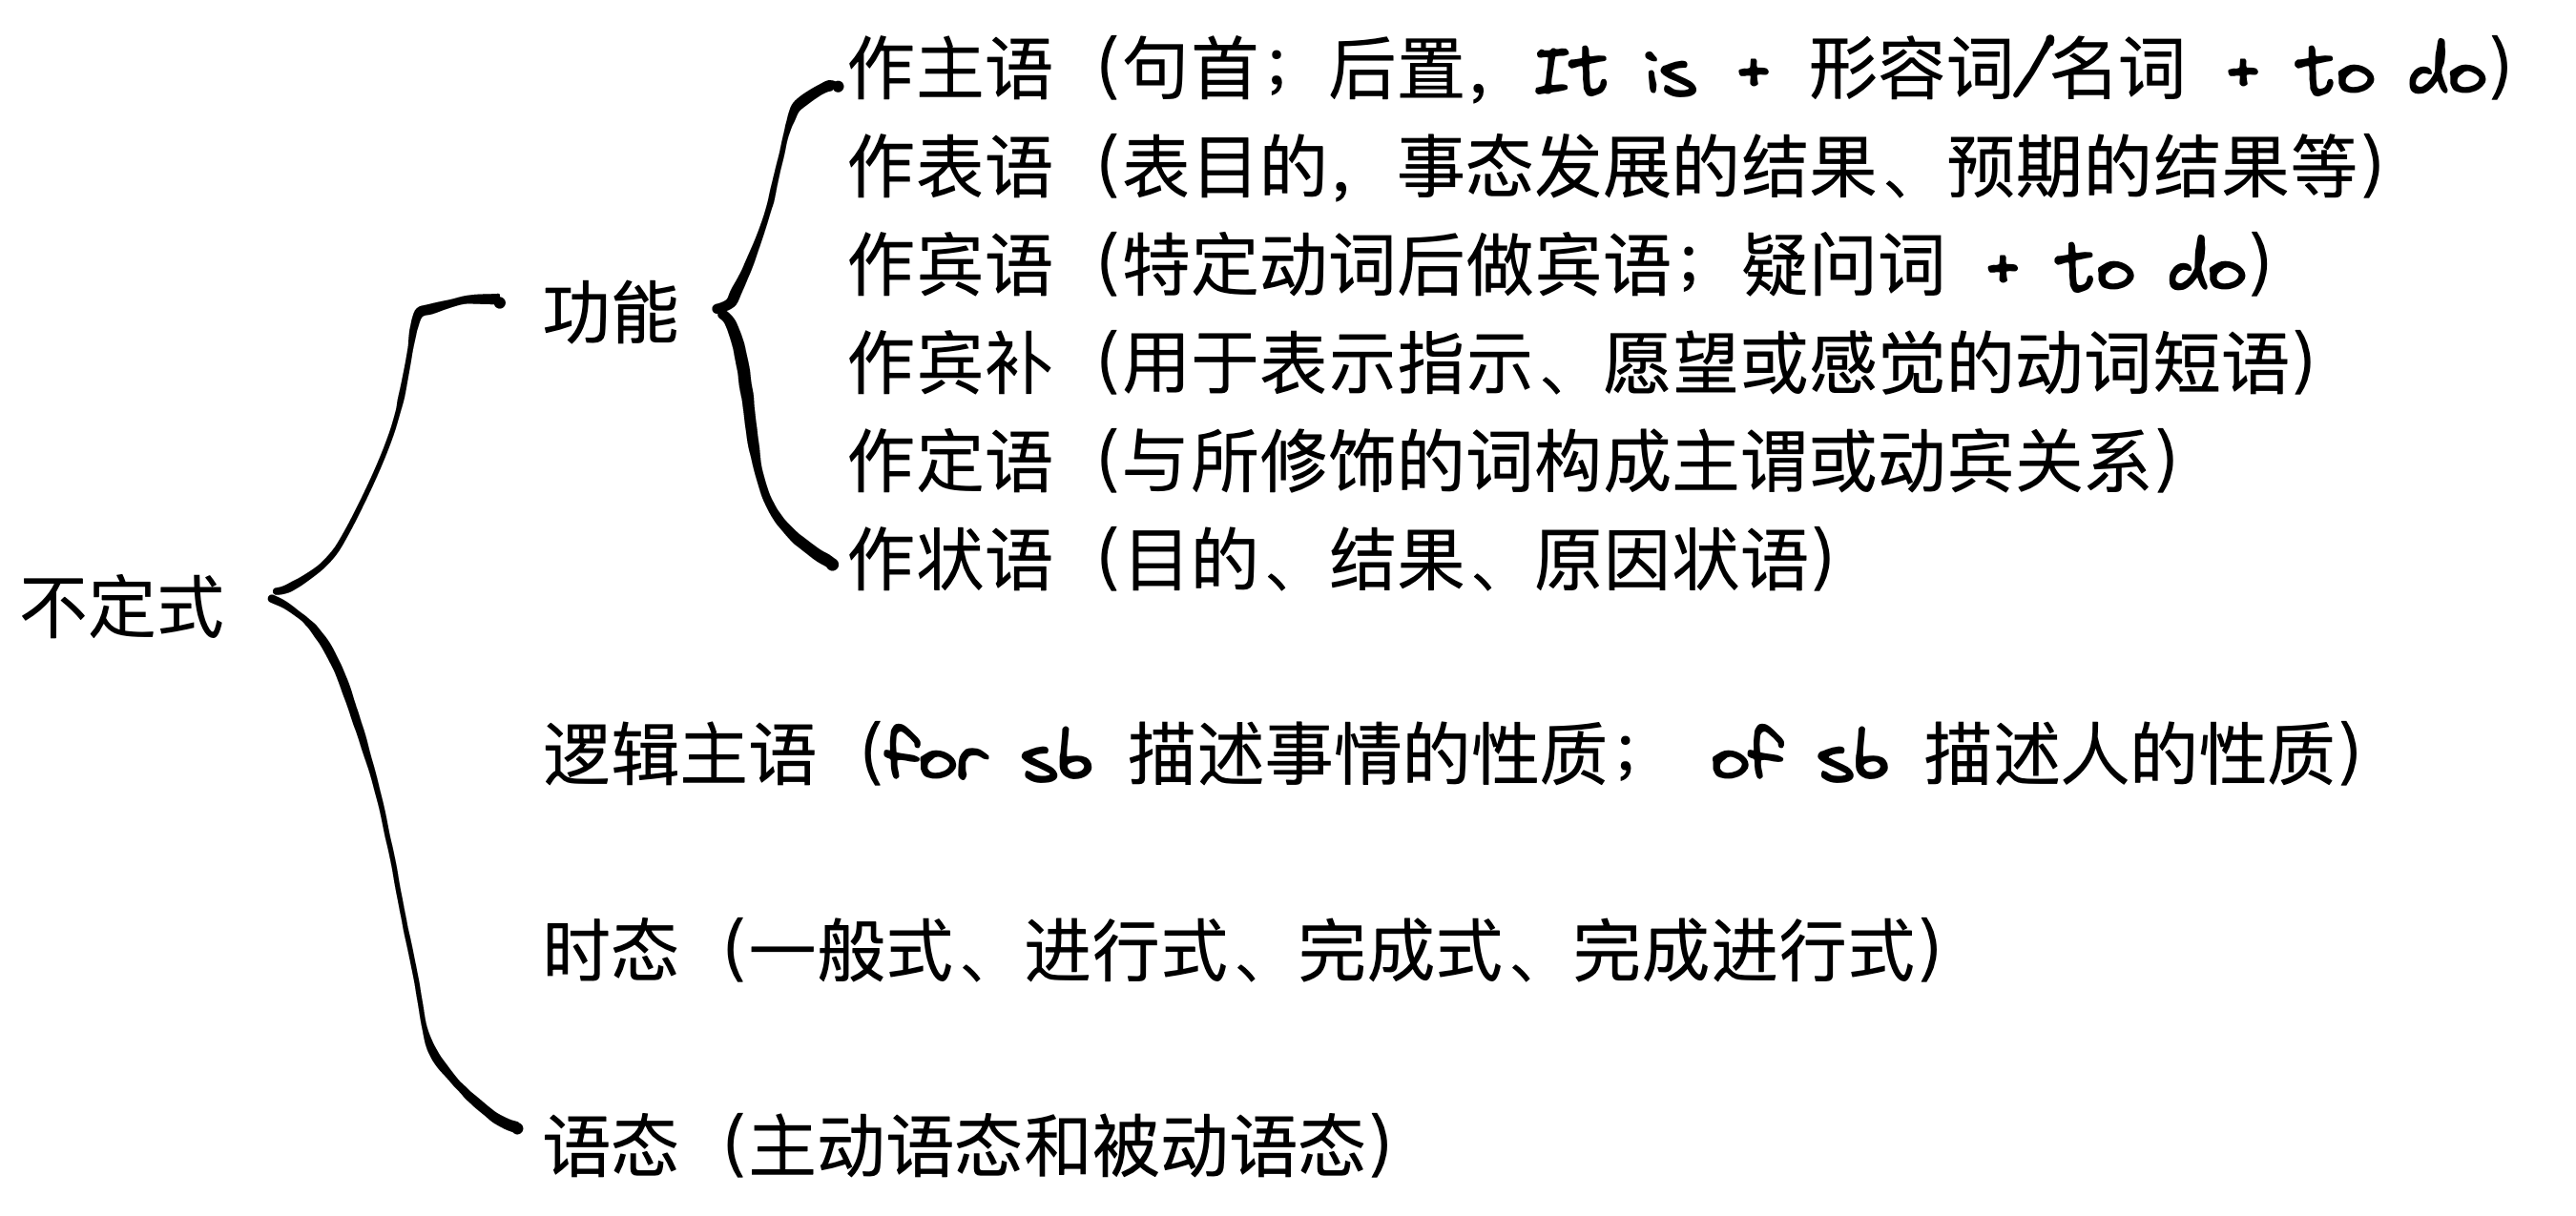 作主语（句首；后置，It is + 形容词/名词 + to do）
作表语（表目的，事态发展的结果、预期的结果等）
作宾语（特定动词后做宾语；疑问词 + to do）
功能
作宾补（用于表示指示、愿望或感觉的动词短语）
作定语（与所修饰的词构成主谓或动宾关系）
作状语（目的、结果、原因状语）
不定式
逻辑主语（for sb 描述事情的性质； of sb 描述人的性质）
时态（一般式、进行式、完成式、完成进行式）
语态（主动语态和被动语态）